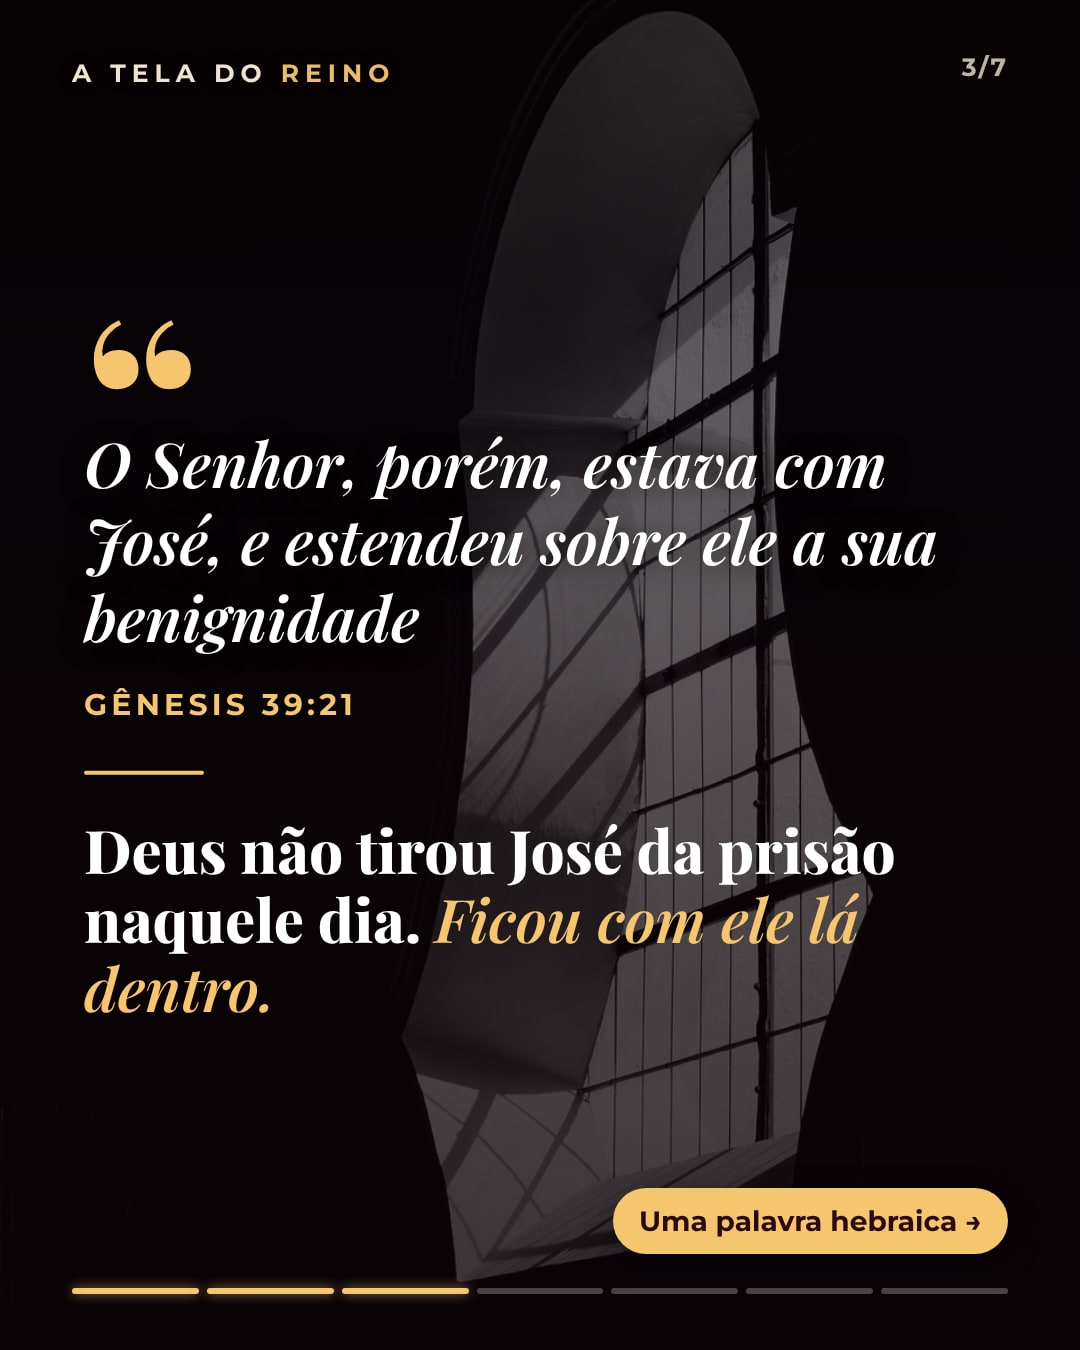 A TELA DO REINO
3/7
“
O Senhor, porém, estava com
José, e estendeu sobre ele a sua
benignidade
GÊNESIS 39:21
Deus não tirou José da prisão
naquele dia. Ficou com ele lá
dentro.
Uma palavra hebraica →